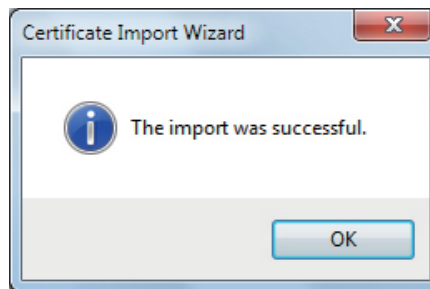 Certificate Import Wizard
The import was successful.
OK